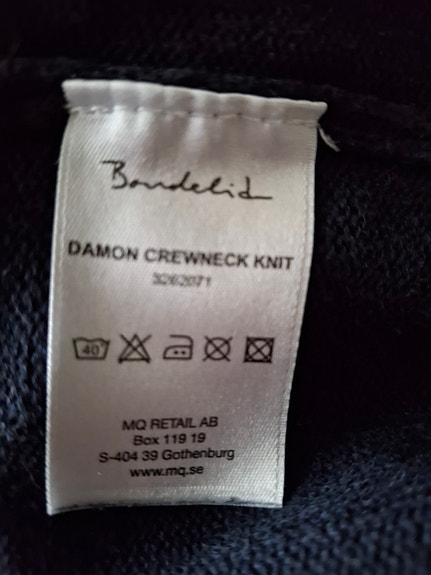 Bondelid
DAMON CREWNECK KNIT
3262071
40
MQ RETAIL AB
Box 119 19
S-404 39 Gothenburg
www.mq.se